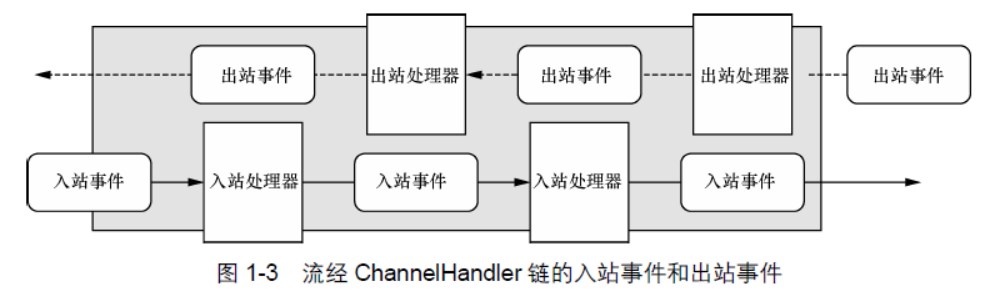 出站事件 出站处理器 出站事件 出站处理器 出站事件
入站事件 入站处理器 入站事件 入站处理器 入站事件
图 1-3 流经 ChannelHandler 链的入站事件和出站事件